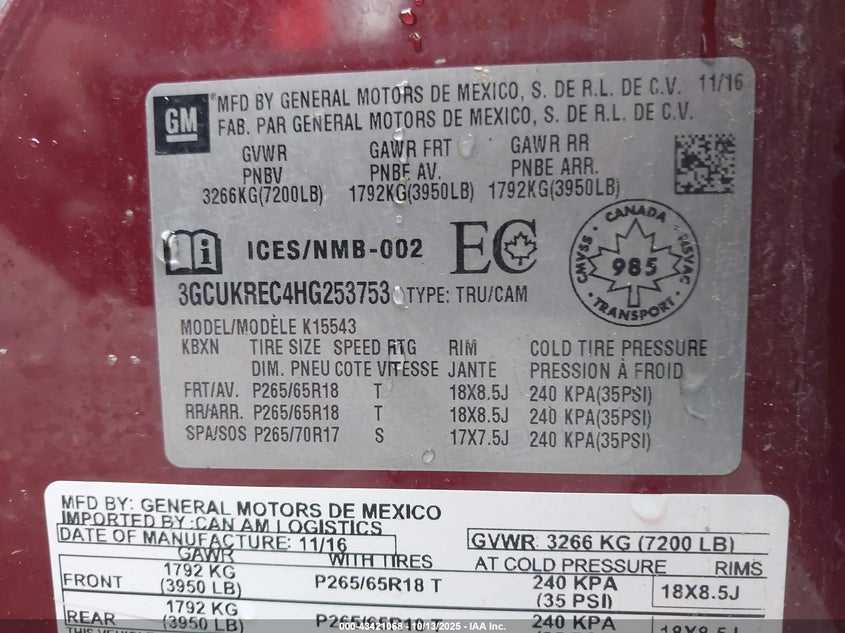 GM
MFD BY GENERAL MOTORS DE MEXICO, S. DE R.L. DE C.V. 11/16
FAB. PAR GENERAL MOTORS DE MEXICO, S. DE R.L. DE C.V.
GVWR GAWR FRT GAWR RR
PNBV PNBE AV. PNBE ARR.
3266KG(7200LB) 1792KG(3950LB) 1792KG(3950LB)
i ICES/NMB-002 EC
CANADA
CMVSS 985 NSVAC
TRANSPORT
3GCUKREC4HG253753 TYPE: TRU/CAM
MODEL/MODÈLE K15543
KBXN TIRE SIZE SPEED RTG RIM COLD TIRE PRESSURE
DIM. PNEU COTE VITESSE JANTE PRESSION À FROID
FRT/AV. P265/65R18 T 18X8.5J 240 KPA(35PSI)
RR/ARR. P265/65R18 T 18X8.5J 240 KPA(35PSI)
SPA/SOS P265/70R17 S 17X7.5J 240 KPA(35PSI)
MFD BY: GENERAL MOTORS DE MEXICO
IMPORTED BY:CAN AM LOGISTICS
DATE OF MANUFACTURE: 11/16 GVWR 3266 KG (7200 LB)
GAWR WITH TIRES AT COLD PRESSURE RIMS
FRONT 1792 KG (3950 LB) P265/65R18 T 240 KPA (35 PSI) 18X8.5J
REAR 1792 KG (3950 LB) P265/65R18 T 240 KPA 18X8.5J
000-43421068 - 10/13/2025 - IAA Inc.